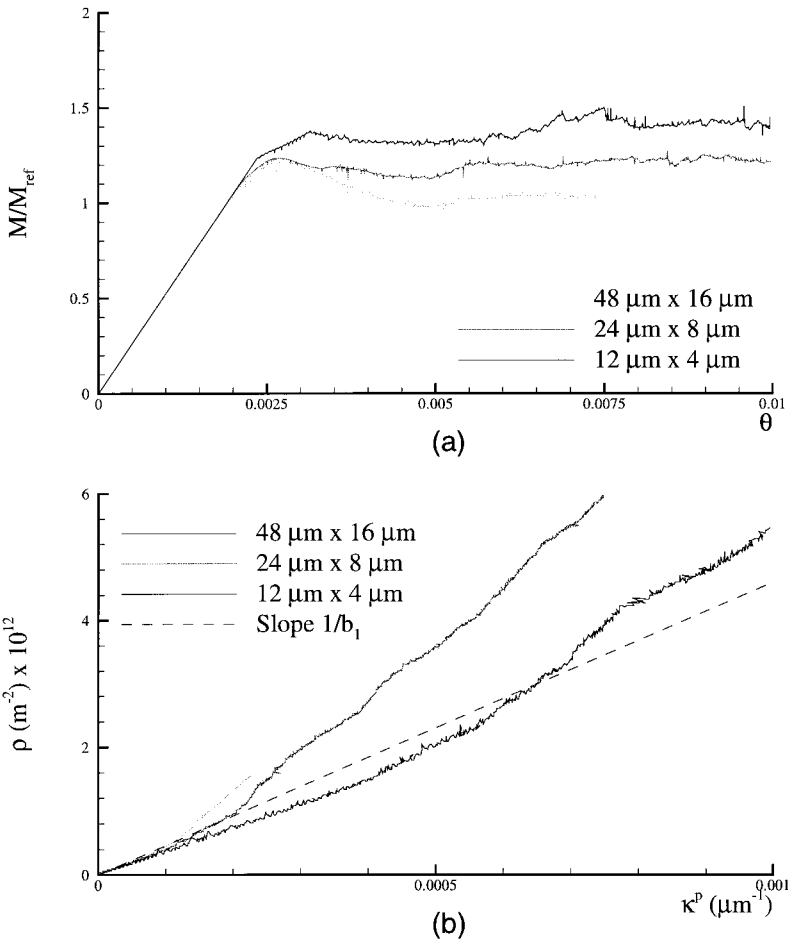 2
1.5
1
0.5
0
M/M_ref
48 μm x 16 μm
24 μm x 8 μm
12 μm x 4 μm
0 0.0025 0.005 0.0075 0.01
θ
(a)
6
4
2
0
ρ (m⁻²) x 10¹²
48 μm x 16 μm
24 μm x 8 μm
12 μm x 4 μm
Slope 1/b₁
0 0.0005 0.001
κᵖ (μm⁻¹)
(b)